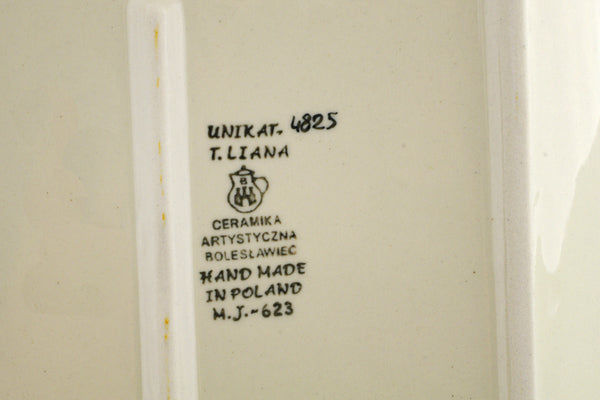 UNIKAT. 4825
T. LIANA
B
CERAMIKA
ARTYSTYCZNA
BOLESŁAWIEC
HAND MADE
IN POLAND
M.J.~623